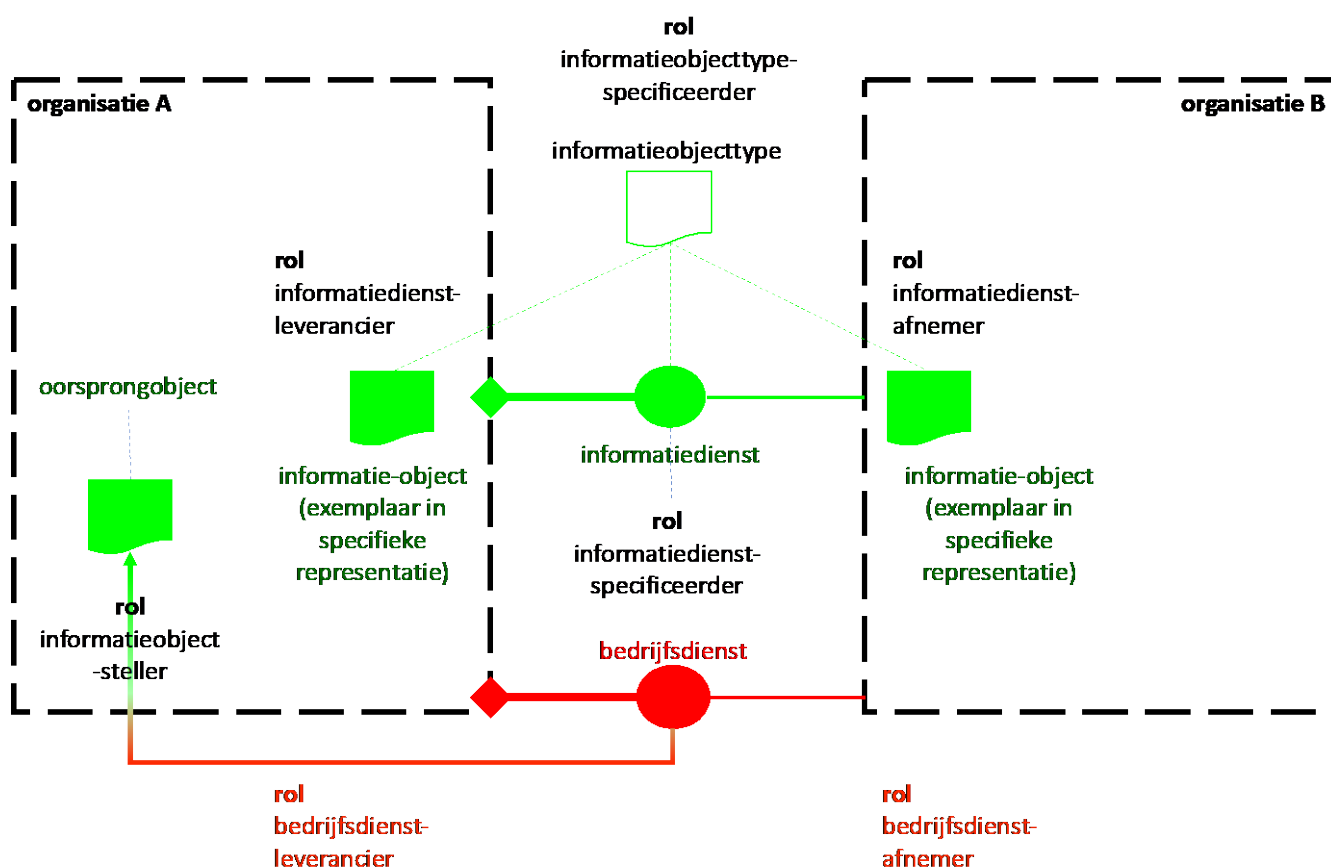 rol
informatieobjecttype-
specificeerder
organisatie A
organisatie B
informatieobjecttype
rol
informatiedienst-
leverancier
rol
informatiedienst-
afnemer
oorsprongobject
informatiedienst
informatie-object
(exemplaar in
specifieke
representatie)
informatie-object
(exemplaar in
specifieke
representatie)
rol
informatiedienst-
specificeerder
rol
informatieobject
-steller
bedrijfsdienst
rol
bedrijfsdienst-
leverancier
rol
bedrijfsdienst-
afnemer